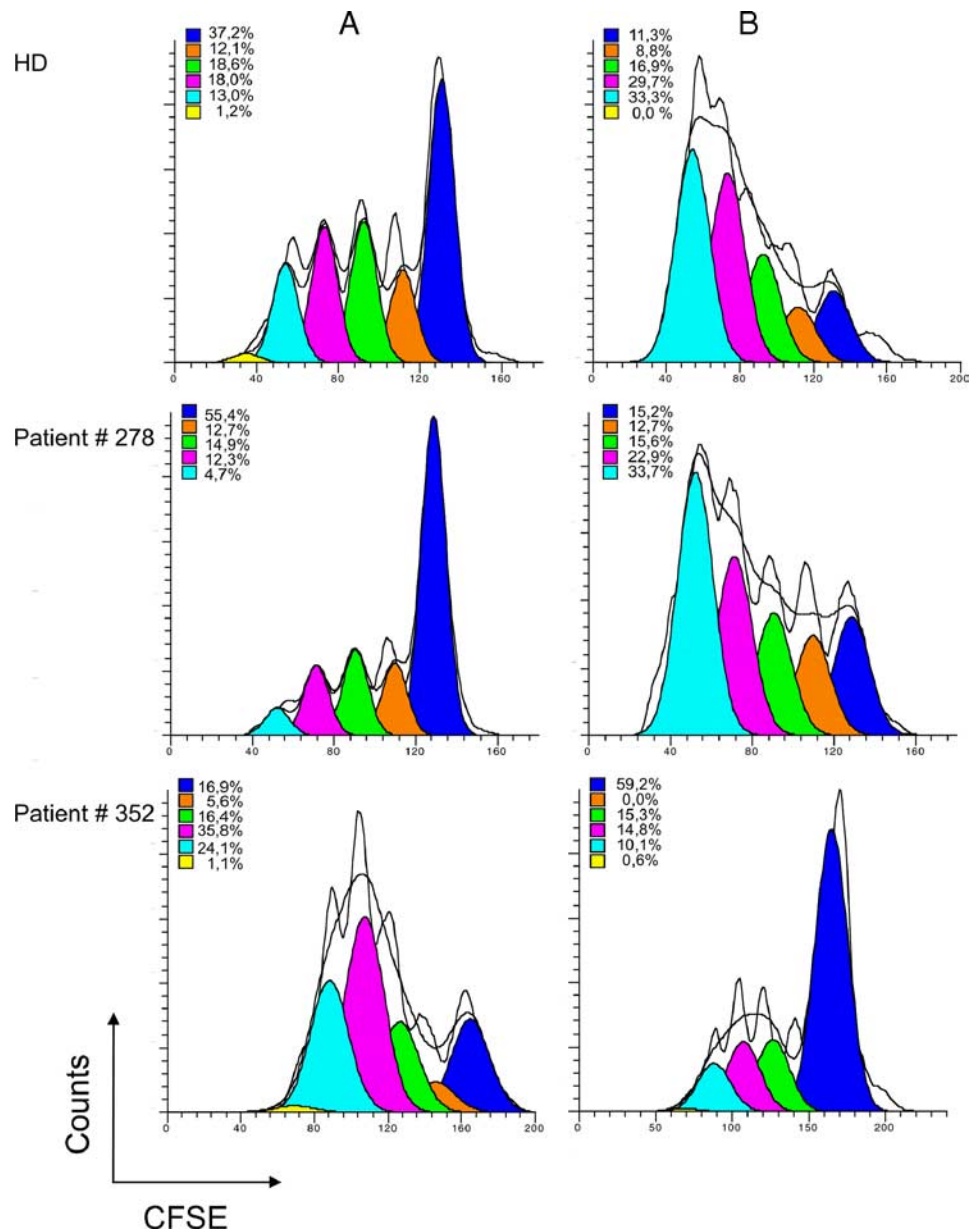 A
B
HD
37,2%
12,1%
18,6%
18,0%
13,0%
1,2%
0 40 80 120 160
11,3%
8,8%
16,9%
29,7%
33,3%
0,0 %
0 40 80 120 160 200
Patient # 278
55,4%
12,7%
14,9%
12,3%
4,7%
0 40 80 120 160
15,2%
12,7%
15,6%
22,9%
33,7%
0 40 80 120 160
Patient # 352
16,9%
5,6%
16,4%
35,8%
24,1%
1,1%
0 40 80 120 160 200
59,2%
0,0%
15,3%
14,8%
10,1%
0,6%
0 50 100 150 200
Counts
CFSE